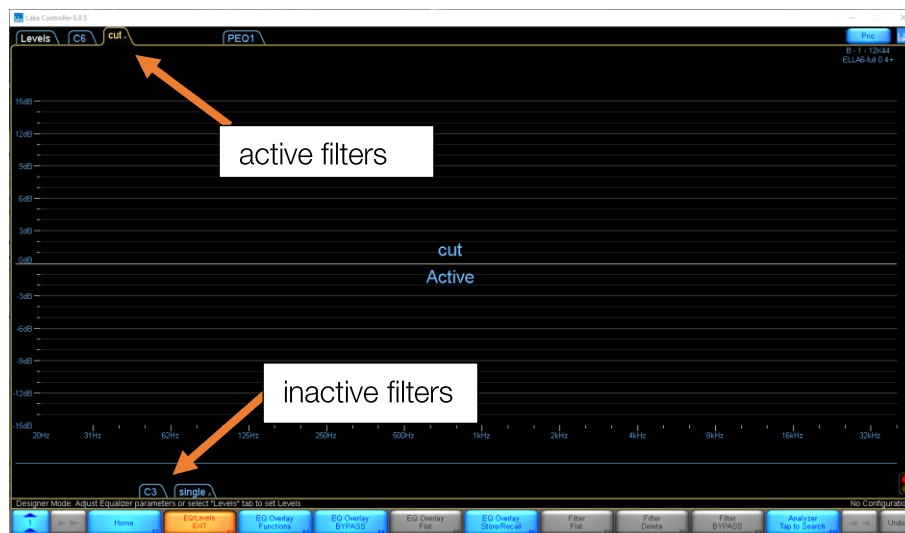 Lake Controller 6.8.5
Levels C6 cut PEQ1 Prio
B - 1 - 12K44
ELLA6-full 0.4+
15dB
12dB
active filters
9dB
6dB
3dB
cut
0dB
Active
-3dB
-6dB
-9dB
inactive filters
-12dB
-15dB
20Hz 31Hz 62Hz 125Hz 250Hz 500Hz 1kHz 2kHz 4kHz 8kHz 16kHz 32kHz
C3 single
Designer Mode: Adjust Equalizer parameters or select "Levels" tab to set Levels No Configuratio
1 Home EQ/Levels EXIT EQ Overlay Functions EQ Overlay BYPASS EQ Overlay Flat EQ Overlay Store/Recall Filter Flat Filter Delete Filter BYPASS Analyzer Tap to Search Undo